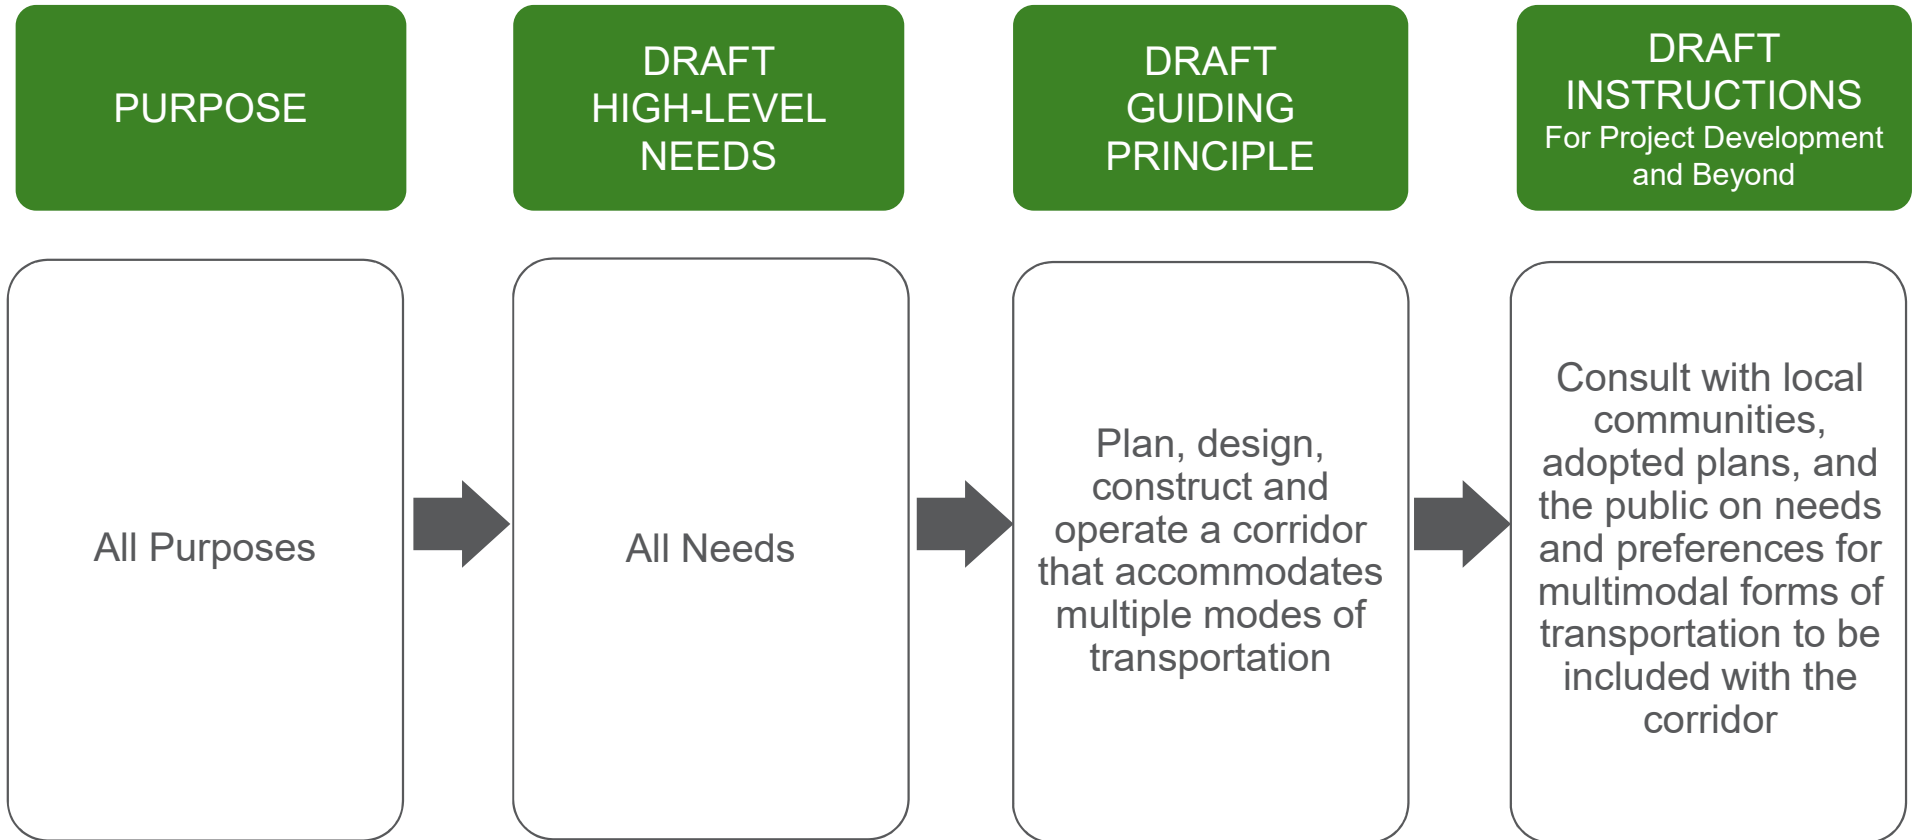 PURPOSE
DRAFT
HIGH-LEVEL
NEEDS
DRAFT
GUIDING
PRINCIPLE
DRAFT
INSTRUCTIONS
For Project Development
and Beyond
All Purposes
All Needs
Plan, design,
construct and
operate a corridor
that accommodates
multiple modes of
transportation
Consult with local
communities,
adopted plans, and
the public on needs
and preferences for
multimodal forms of
transportation to be
included with the
corridor